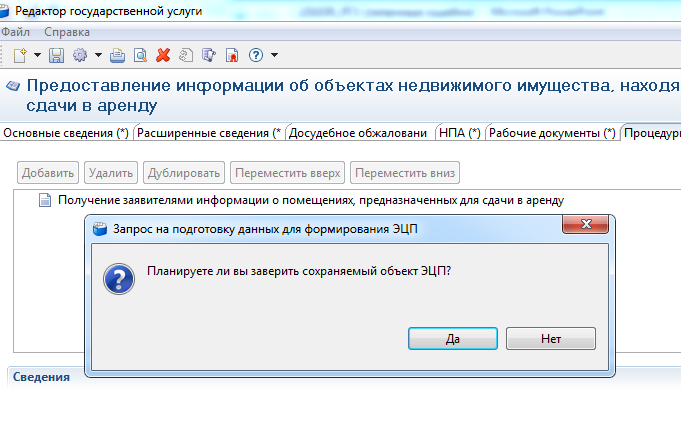 Редактор государственной услуги
Файл Справка
Предоставление информации об объектах недвижимого имущества, находя
сдачи в аренду
Основные сведения (*) Расширенные сведения (* Досудебное обжаловани НПА (*) Рабочие документы (*) Процедуры
Добавить Удалить Дублировать Переместить вверх Переместить вниз
Получение заявителями информации о помещениях, предназначенных для сдачи в аренду
Запрос на подготовку данных для формирования ЭЦП
Планируете ли вы заверить сохраняемый объект ЭЦП?
Да Нет
Сведения